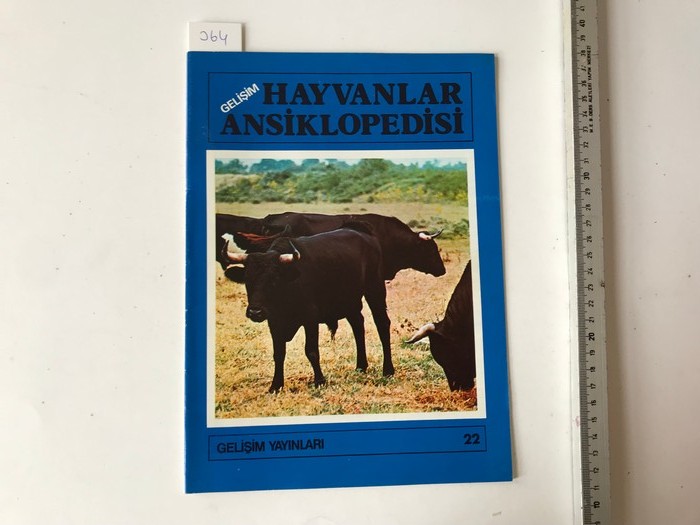 J64
GELİŞİM
HAYVANLAR
ANSİKLOPEDİSİ
GELİŞİM YAYINLARI
22